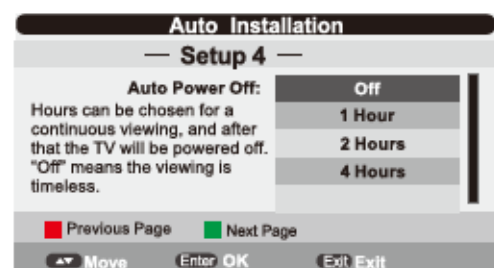 Auto Installation
— Setup 4 —
Auto Power Off:
Hours can be chosen for a
continuous viewing, and after
that the TV will be powered off.
"Off" means the viewing is
timeless.
Off
1 Hour
2 Hours
4 Hours
Previous Page Next Page
Move Enter OK Exit Exit